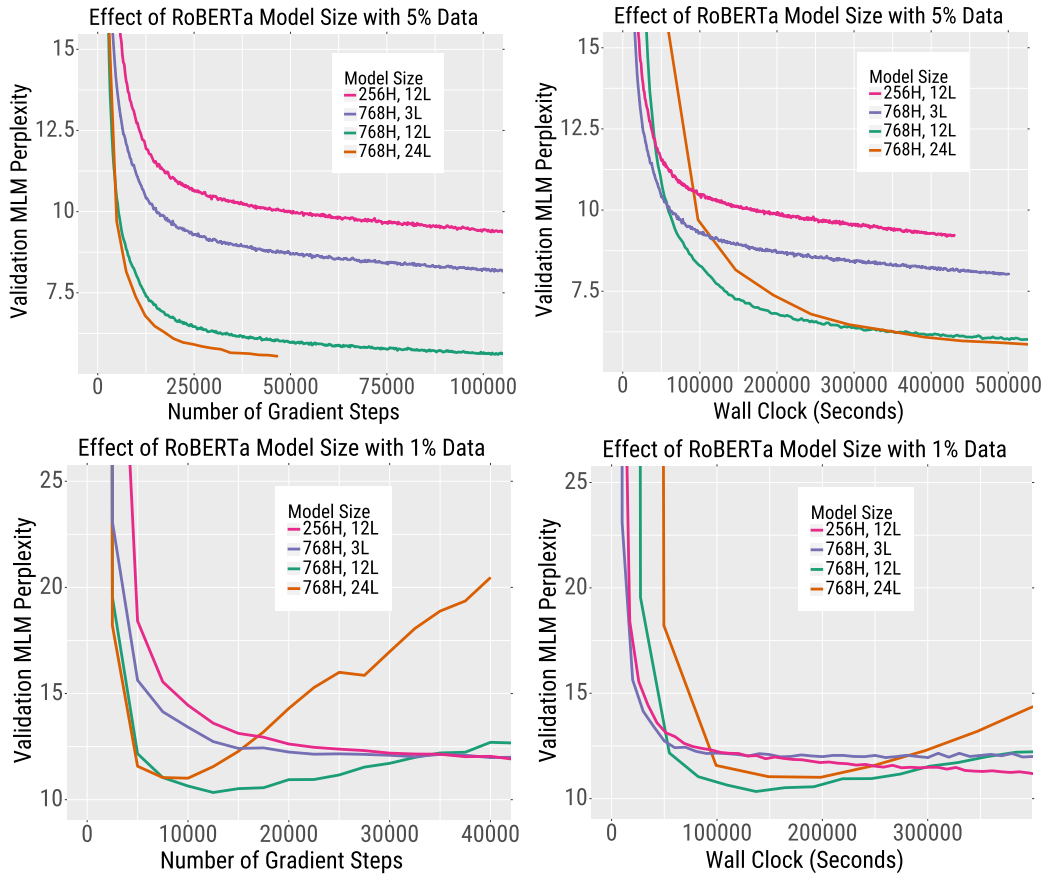 Effect of RoBERTa Model Size with 5% Data
Validation MLM Perplexity
15
12.5
10
7.5
Model Size
256H, 12L
768H, 3L
768H, 12L
768H, 24L
0 25000 50000 75000 100000
Number of Gradient Steps
Effect of RoBERTa Model Size with 5% Data
Validation MLM Perplexity
15
12.5
10
7.5
Model Size
256H, 12L
768H, 3L
768H, 12L
768H, 24L
0 100000 200000 300000 400000 500000
Wall Clock (Seconds)
Effect of RoBERTa Model Size with 1% Data
Validation MLM Perplexity
25
20
15
10
Model Size
256H, 12L
768H, 3L
768H, 12L
768H, 24L
0 10000 20000 30000 40000
Number of Gradient Steps
Effect of RoBERTa Model Size with 1% Data
Validation MLM Perplexity
25
20
15
10
Model Size
256H, 12L
768H, 3L
768H, 12L
768H, 24L
0 100000 200000 300000
Wall Clock (Seconds)